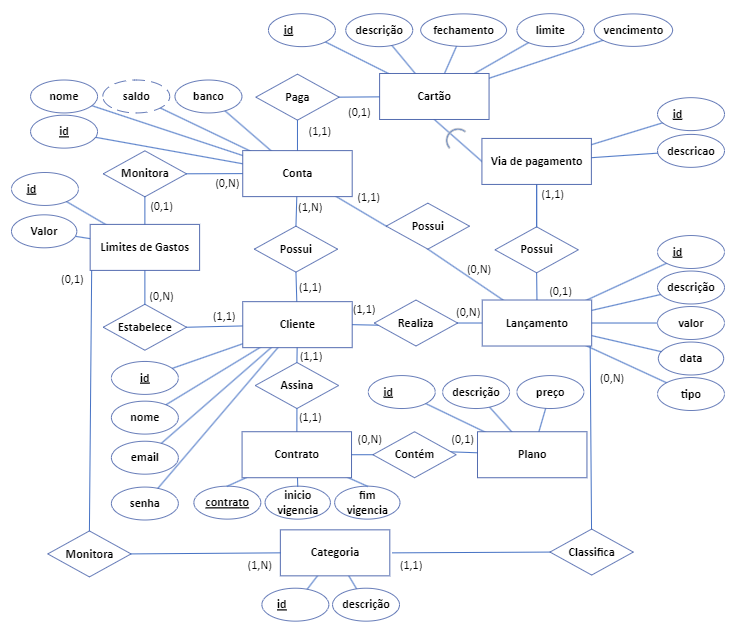 id
descrição
fechamento
limite
vencimento
nome
saldo
banco
Paga
Cartão
(0,1)
id
id
(1,1)
Via de pagamento
descricao
Monitora
Conta
(0,N)
(1,1)
(1,1)
id
(0,1)
(1,N)
Possui
Valor
Limites de Gastos
Possui
Possui
id
(0,N)
(0,1)
(1,1)
(0,1)
descrição
(0,N)
(1,1)
(1,1)
(0,N)
Estabelece
Cliente
Realiza
Lançamento
valor
(1,1)
data
id
Assina
(0,N)
nome
(1,1)
id
descrição
preço
tipo
(0,N)
(0,1)
email
Contrato
Contém
Plano
senha
contrato
inicio
vigencia
fim
vigencia
Monitora
Categoria
Classifica
(1,N)
(1,1)
id
descrição